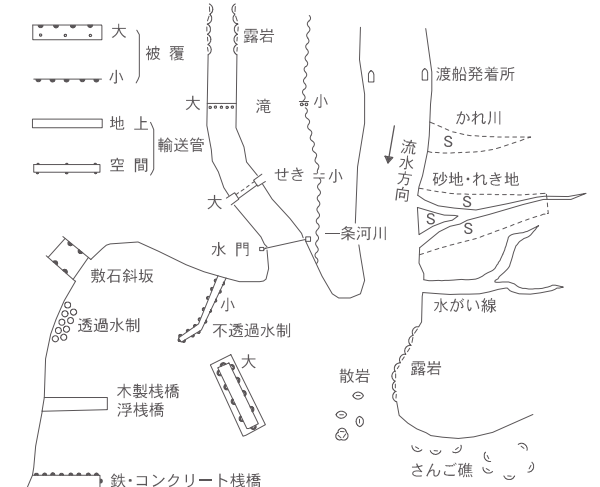 大
被覆
小
地上
輸送管
空間
露岩
大
滝
小
せき
小
大
水門
一条河川
渡船発着所
かれ川
S
流水方向
砂地・れき地
S
S
S
水がい線
敷石斜坂
透過水制
小
不透過水制
大
木製桟橋
浮桟橋
鉄・コンクリート桟橋
散岩
露岩
さんご礁